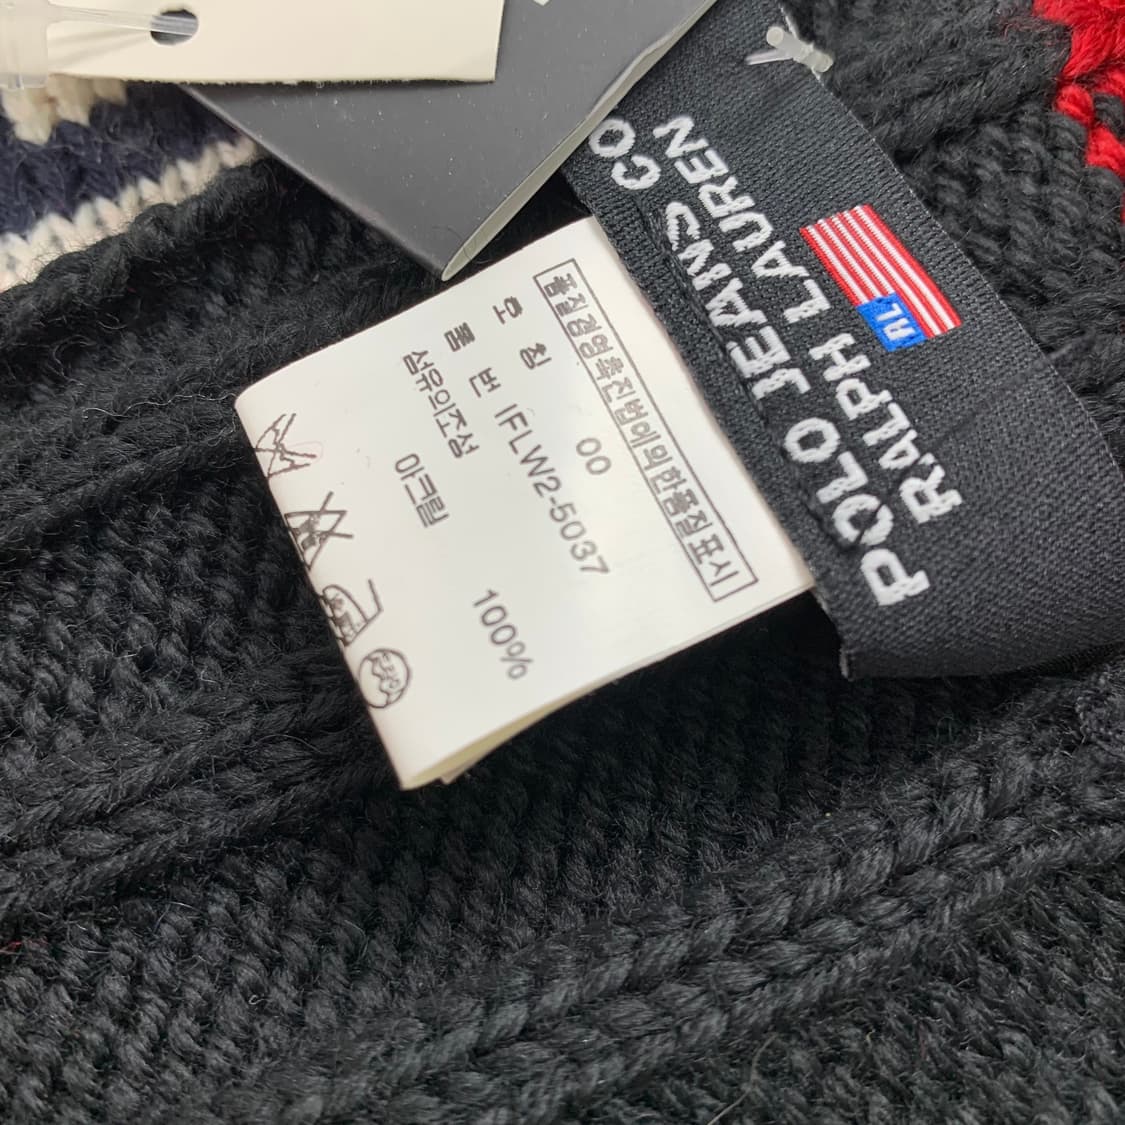 POLO JEANS CO
RALPH LAUREN
RL
품질경영촉진법에의한품질표시
호 칭 00
품 번 IFLW2-5037
섬유의조성
아크릴 100%